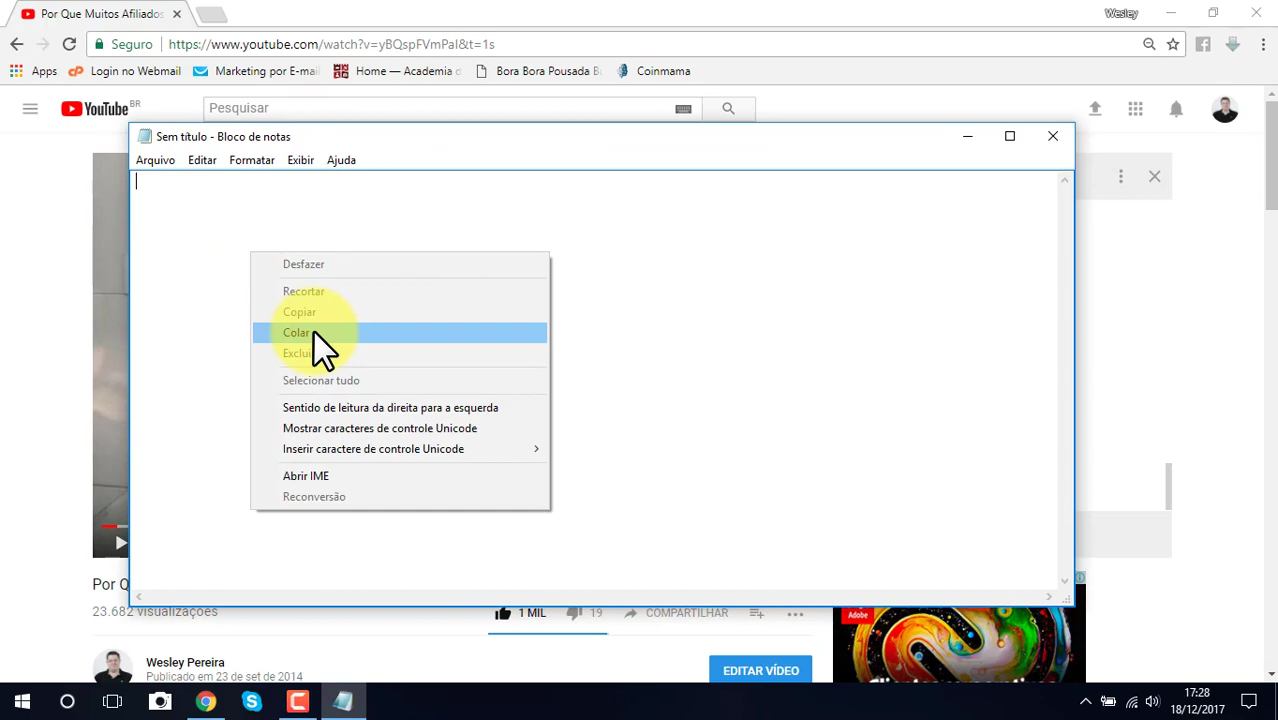 Por Que Muitos Afiliados
Wesley
Seguro
https://www.youtube.com/watch?v=yBQspFVmPaI&t=1s
Apps
Login no Webmail
Marketing por E-mai
Home — Academia d
Bora Bora Pousada B
Coinmama
YouTube BR
Pesquisar
Sem título - Bloco de notas
Arquivo Editar Formatar Exibir Ajuda
Desfazer
Recortar
Copiar
Colar
Exclui
Selecionar tudo
Sentido de leitura da direita para a esquerda
Mostrar caracteres de controle Unicode
Inserir caractere de controle Unicode
Abrir IME
Reconversão
Por Q
23.682 visualizações
1 MIL
19
COMPARTILHAR
Adobe
Wesley Pereira
Publicado em 23 de set de 2014
EDITAR VÍDEO
17:28
18/12/2017